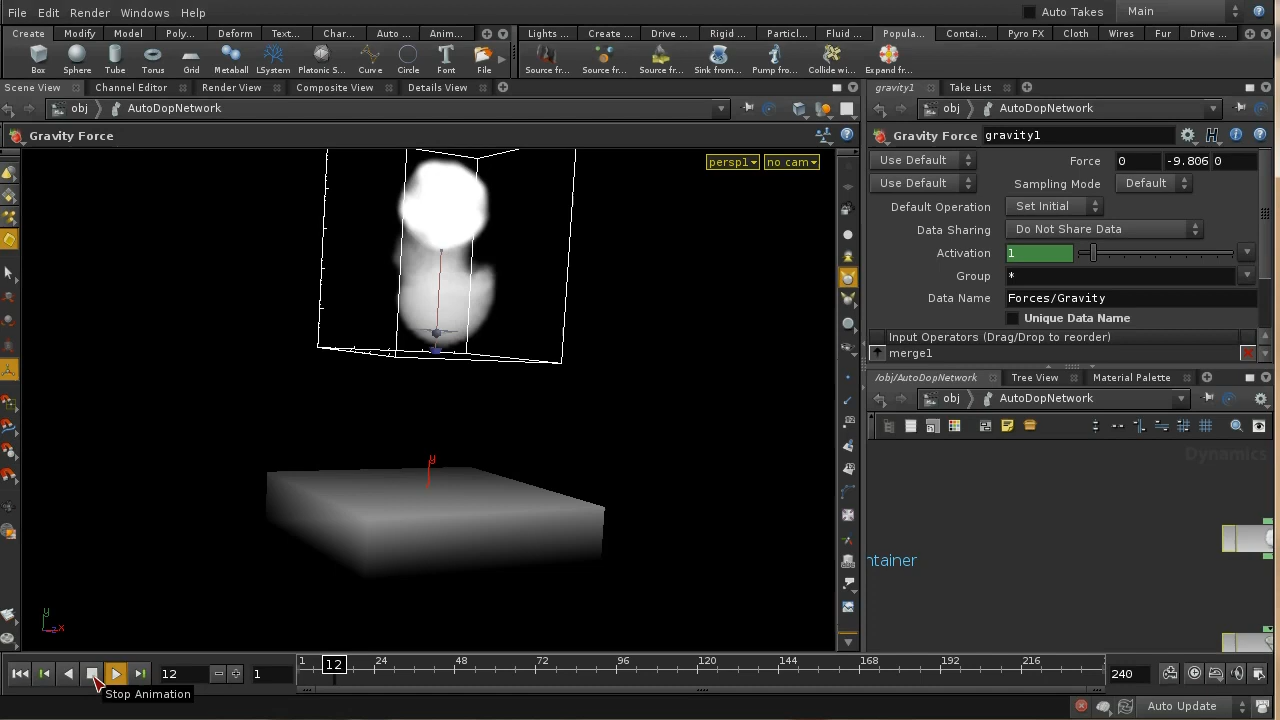 File Edit Render Windows Help Auto Takes Main
Create Modify Model Poly... Deform Text... Char... Auto ... Anim... Lights ... Create ... Drive ... Rigid ... Particl... Fluid ... Popula... Contai... Pyro FX Cloth Wires Fur Drive ...
Box Sphere Tube Torus Grid Metaball LSystem Platonic S... Curve Circle Font File Source fr... Source fr... Source fr... Sink from... Pump fro... Collide wi... Expand fr...
Scene View Channel Editor Render View Composite View Details View gravity1 Take List
obj AutoDopNetwork obj AutoDopNetwork
Gravity Force Gravity Force gravity1
persp1 no cam
Use Default Force 0 -9.806 0
Use Default Sampling Mode Default
Default Operation Set Initial
Data Sharing Do Not Share Data
Activation 1
Group *
Data Name Forces/Gravity
Unique Data Name
Input Operators (Drag/Drop to reorder)
merge1
/obj/AutoDopNetwork Tree View Material Palette
obj AutoDopNetwork
Dynamics
y
ntainer
y
z x
12 1 1 12 24 48 72 96 120 144 168 192 216 240
Stop Animation
Auto Update